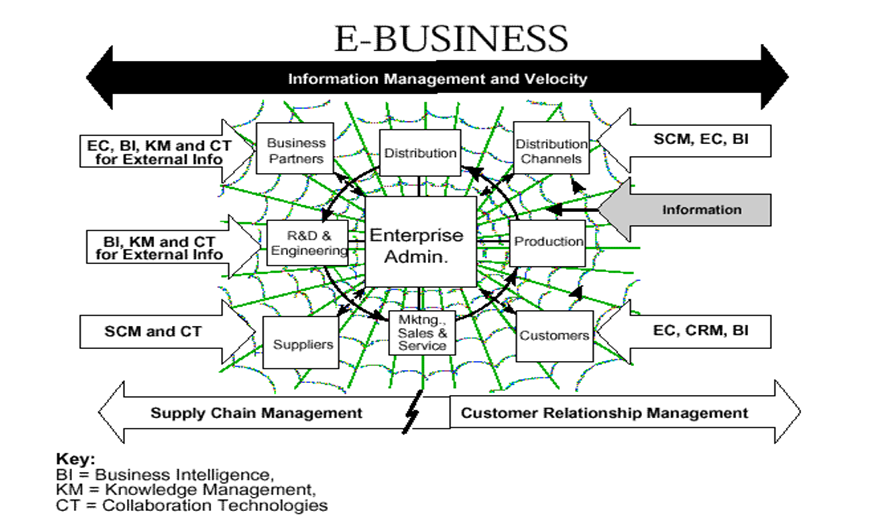 E-BUSINESS
Information Management and Velocity
EC, BI, KM and CT
for External Info
Business
Partners
Distribution
Distribution
Channels
SCM, EC, BI
Information
BI, KM and CT
for External Info
R&D &
Engineering
Enterprise
Admin.
Production
SCM and CT
Suppliers
Mktng.,
Sales &
Service
Customers
EC, CRM, BI
Supply Chain Management
Customer Relationship Management
Key:
BI = Business Intelligence,
KM = Knowledge Management,
CT = Collaboration Technologies